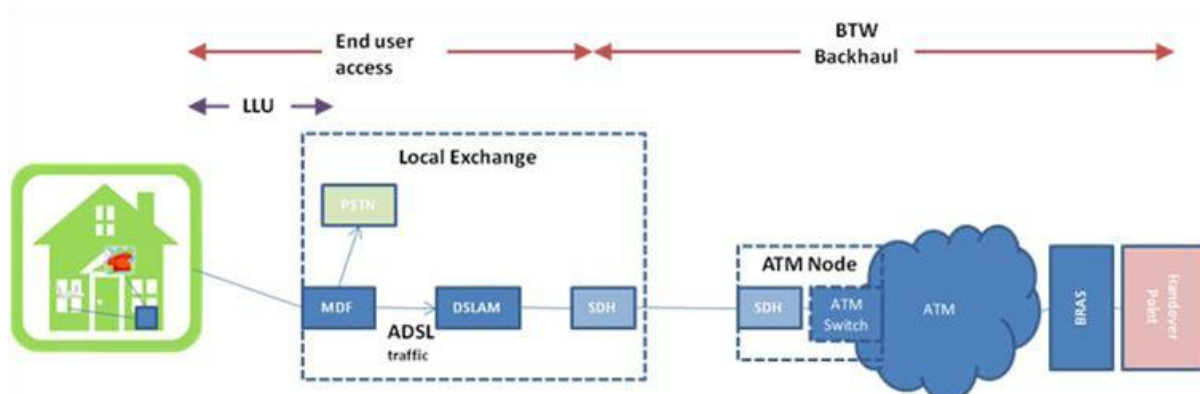 End user
access
BTW
Backhaul
LLU
Local Exchange
PSTN
MDF
DSLAM
SDH
ADSL
traffic
ATM Node
SDH
ATM
Switch
ATM
BRAS
Handover
Point